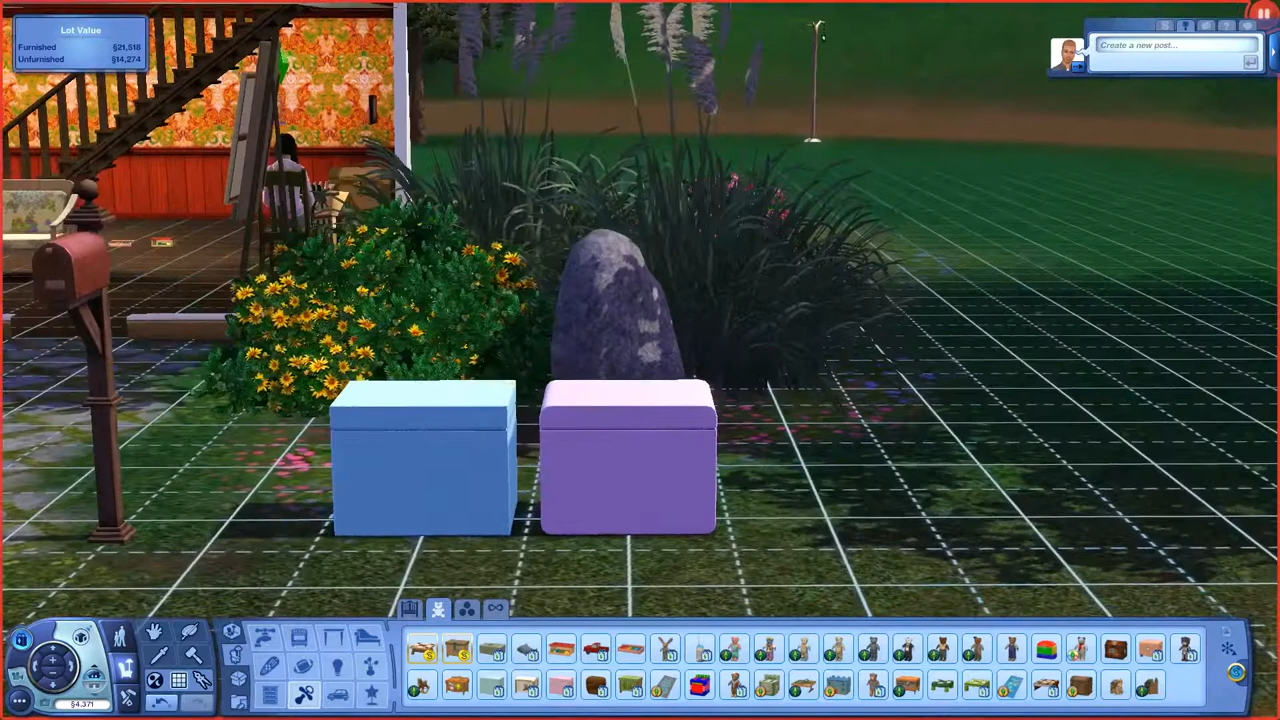 Lot Value
Furnished §21,518
Unfurnished §14,274
Create a new post...
§4,371